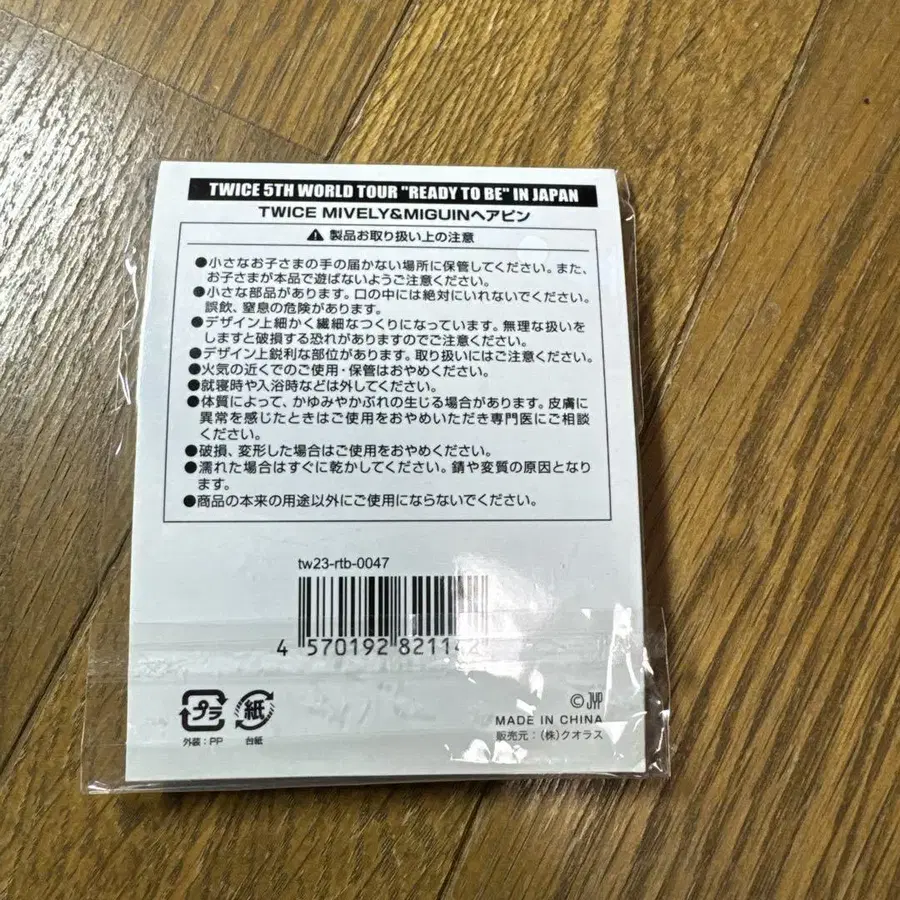 TWICE 5TH WORLD TOUR "READY TO BE" IN JAPAN
TWICE MIVELY&MIGUINヘアピン
製品お取り扱い上の注意
●小さなお子さまの手の届かない場所に保管してください。また、
お子さまが本品で遊ばないようご注意ください。
●小さな部品があります。口の中には絶対にいれないでください。
誤飲、窒息の危険があります。
●デザイン上細かく繊細なつくりになっています。無理な扱いを
しますと破損する恐れがありますのでご注意ください。
●デザイン上鋭利な部位があります。取り扱いにはご注意ください。
●火気の近くでのご使用・保管はおやめください。
●就寝時や入浴時などは外してください。
●体質によって、かゆみやかぶれの生じる場合があります。皮膚に
異常を感じたときはご使用をおやめいただき専門医にご相談
ください。
●破損、変形した場合はご使用をおやめください。
●濡れた場合はすぐに乾かしてください。錆や変質の原因となり
ます。
●商品の本来の用途以外にご使用にならないでください。
tw23-rtb-0047
4 570192 821142
プラ 紙
外装:PP 台紙
© JYP
MADE IN CHINA
販売元:(株)クオラス